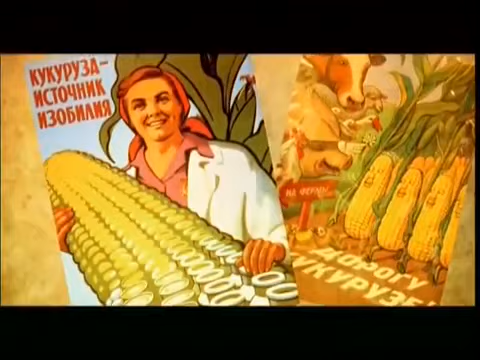 КУКУРУЗА–
ИСТОЧНИК
ИЗОБИЛИЯ
НА ФЕРМЫ
ДОРОГУ
КУКУРУЗЕ!